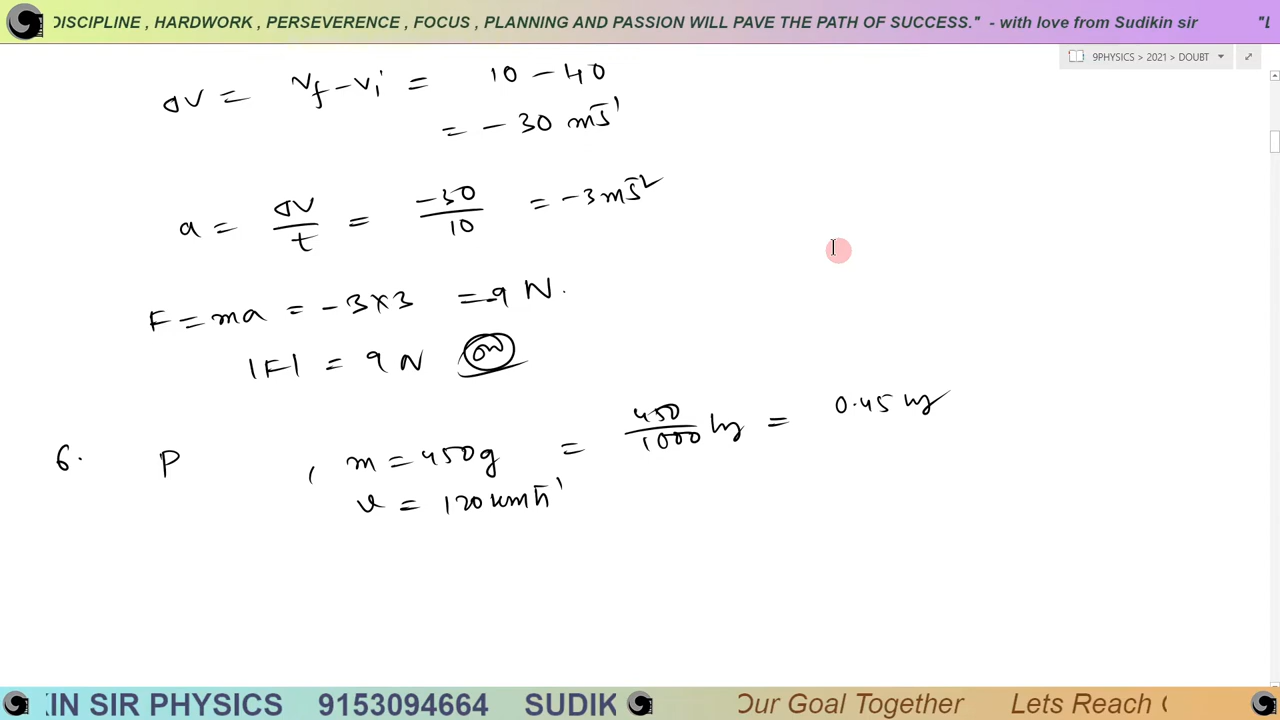 DISCIPLINE , HARDWORK , PERSEVERENCE , FOCUS , PLANNING AND PASSION WILL PAVE THE PATH OF SUCCESS." - with love from Sudikin sir "L
9PHYSICS > 2021 > DOUBT
ΔV = Vf - Vi = 10 - 40
= - 30 ms⁻¹
a = ΔV/t = -30/10 = -3 ms⁻²
F = ma = -3×3 = -9 N.
|F| = 9 N
6. P , m = 450g = 450/1000 kg = 0.45 kg
v = 120 kmh⁻¹
KIN SIR PHYSICS 9153094664 SUDIK Our Goal Together Lets Reach